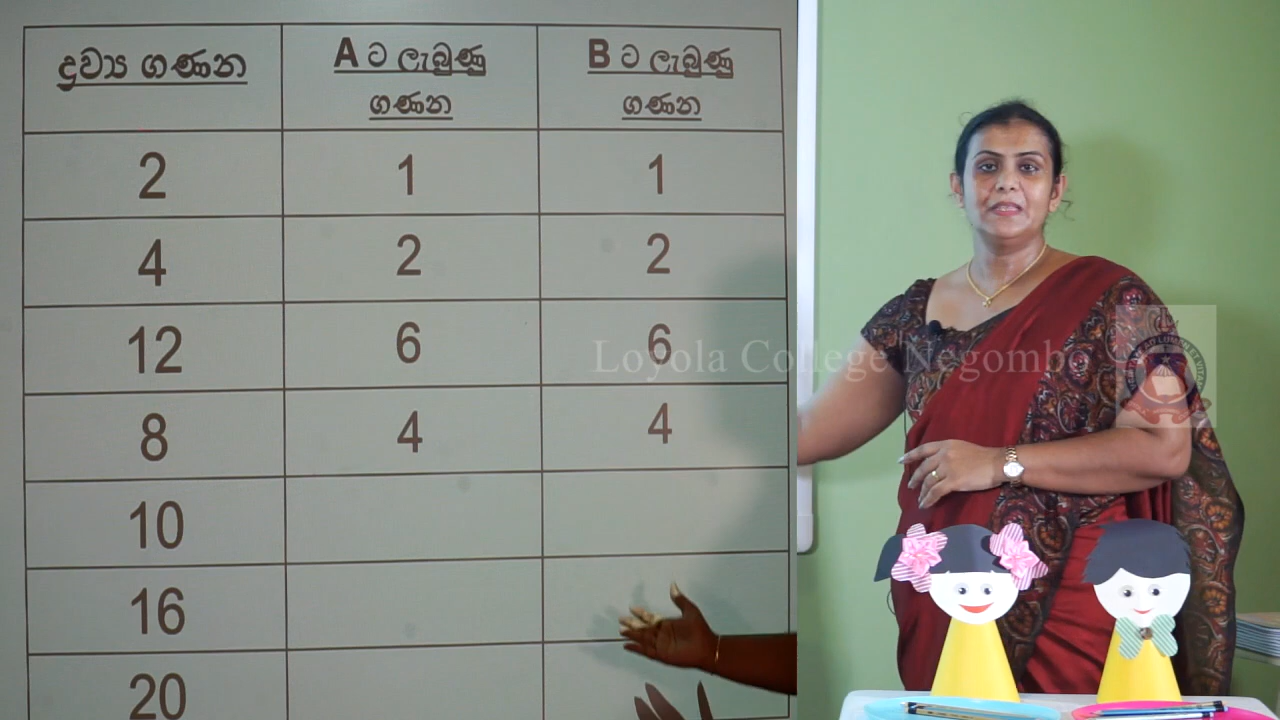 ද්‍රව්‍ය ගණන
A ට ලැබුණු ගණන
B ට ලැබුණු ගණන
2 1 1
4 2 2
12 6 6
8 4 4
10
16
20
Loyola College Negombo